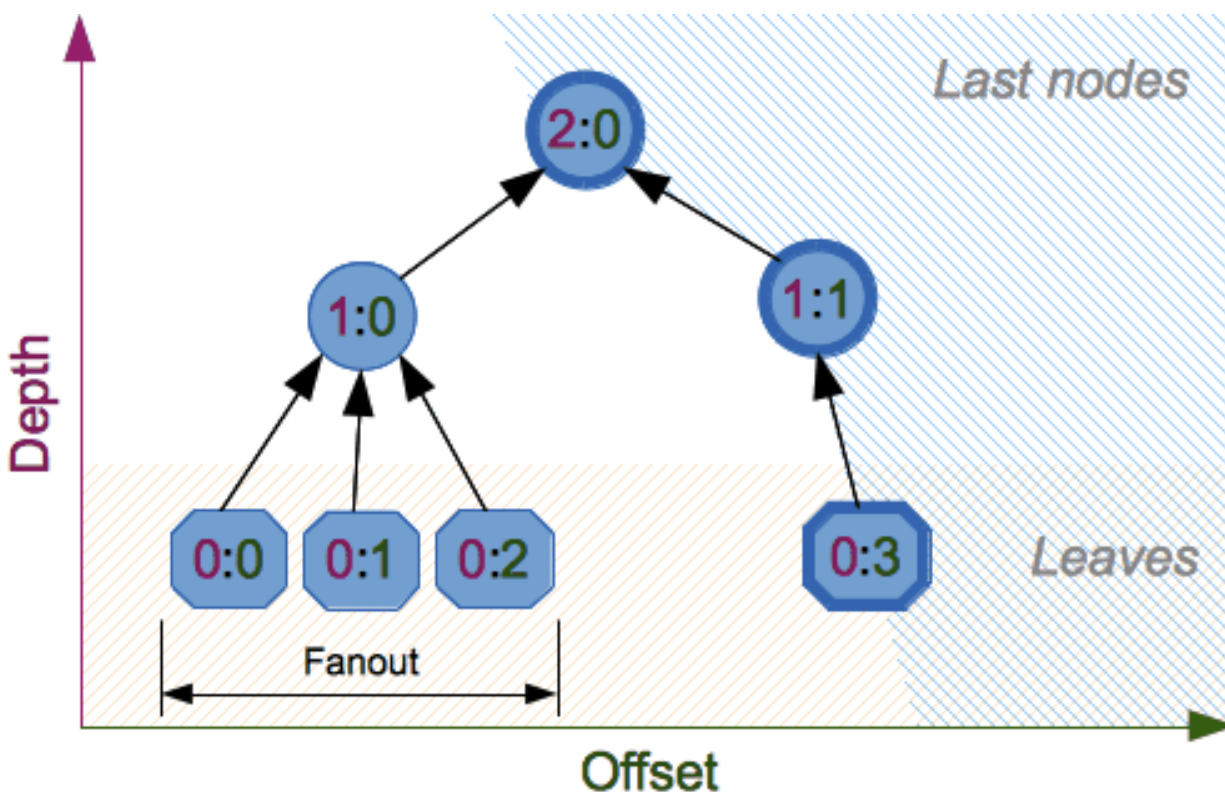 Last nodes
2:0
1:0
1:1
Depth
0:0 0:1 0:2 0:3
Leaves
Fanout
Offset